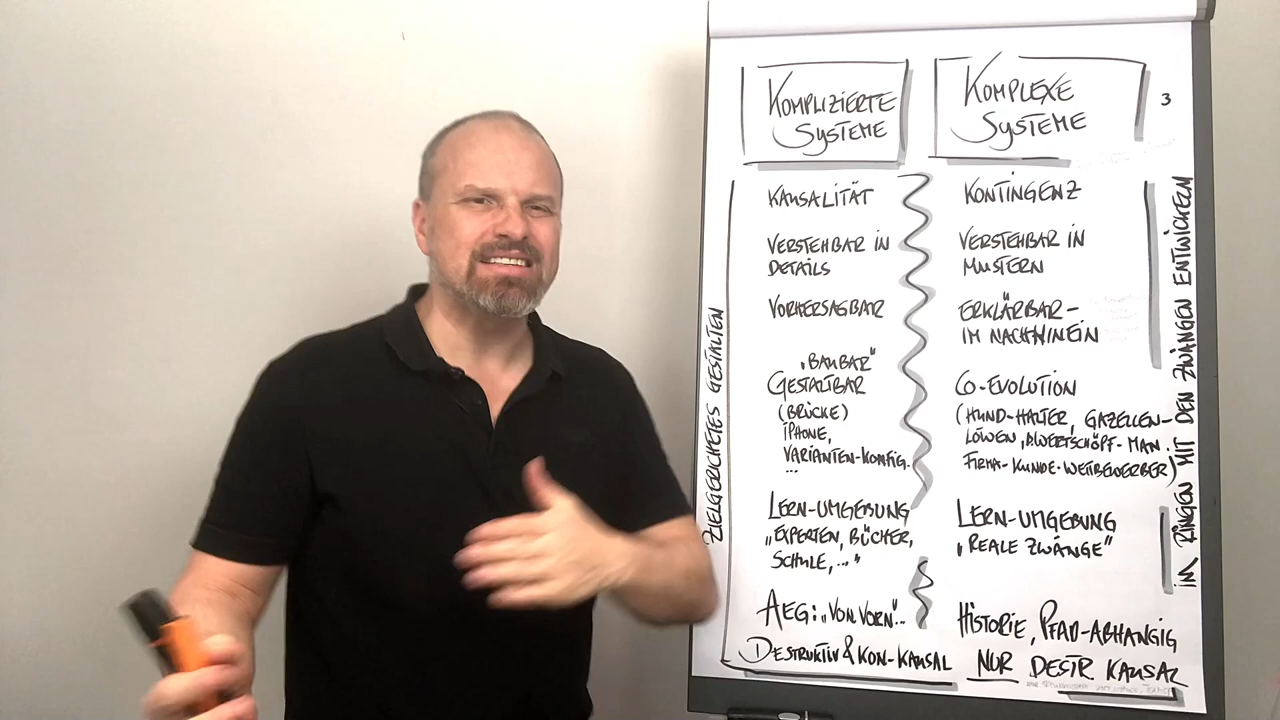 KOMPLIZIERTE
SYSTEME
KAUSALITÄT
VERSTEHBAR IN
DETAILS
VORHERSAGBAR
„BAUBAR"
GESTALTBAR
(BRÜCKE)
IPHONE,
VARIANTEN-KONFIG.
...
LERN-UMGEBUNG
„EXPERTEN, BÜCHER,
SCHULE,..."
AEG: „VON VORN"..
DESTRUKTIV & KON-KAUSAL
ZIELGERICHTETES GESTALTEN
KOMPLEXE
SYSTEME
3
KONTINGENZ
VERSTEHBAR IN
MUSTERN
ERKLÄRBAR –
IM NACHHINEIN
CO-EVOLUTION
(HUND-HALTER, GAZELLEN-
LÖWEN, WERTSCHÖPF-MAN.
FIRMA-KUNDE-WETTBEWERBER)
LERN-UMGEBUNG
„REALE ZWÄNGE"
HISTORIE, PFAD-ABHÄNGIG
NUR DESTR KAUSAL
IM RINGEN MIT DEN ZWÄNGEN ENTWICKELN